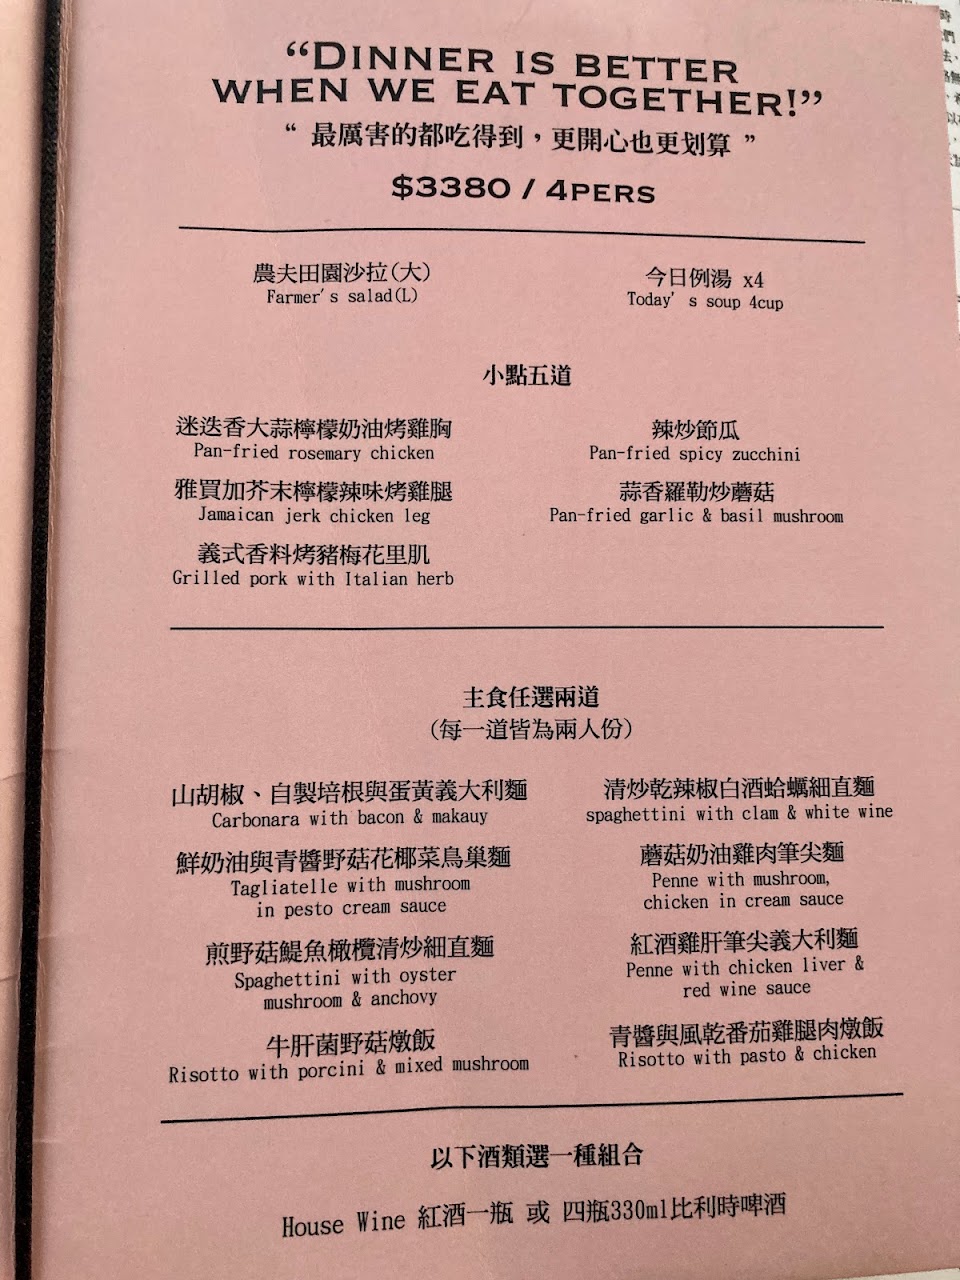 “DINNER IS BETTER
WHEN WE EAT TOGETHER!”
“ 最厲害的都吃得到，更開心也更划算 ”
$3380 / 4PERS
農夫田園沙拉(大)
Farmer's salad(L)
今日例湯 x4
Today' s soup 4cup
小點五道
迷迭香大蒜檸檬奶油烤雞胸
Pan-fried rosemary chicken
辣炒節瓜
Pan-fried spicy zucchini
雅買加芥末檸檬辣味烤雞腿
Jamaican jerk chicken leg
蒜香羅勒炒蘑菇
Pan-fried garlic & basil mushroom
義式香料烤豬梅花里肌
Grilled pork with Italian herb
主食任選兩道
(每一道皆為兩人份)
山胡椒、自製培根與蛋黃義大利麵
Carbonara with bacon & makauy
清炒乾辣椒白酒蛤蠣細直麵
spaghettini with clam & white wine
鮮奶油與青醬野菇花椰菜鳥巢麵
Tagliatelle with mushroom
in pesto cream sauce
蘑菇奶油雞肉筆尖麵
Penne with mushroom,
chicken in cream sauce
煎野菇鯷魚橄欖清炒細直麵
Spaghettini with oyster
mushroom & anchovy
紅酒雞肝筆尖義大利麵
Penne with chicken liver &
red wine sauce
牛肝菌野菇燉飯
Risotto with porcini & mixed mushroom
青醬與風乾番茄雞腿肉燉飯
Risotto with pasto & chicken
以下酒類選一種組合
House Wine 紅酒一瓶 或 四瓶330ml比利時啤酒